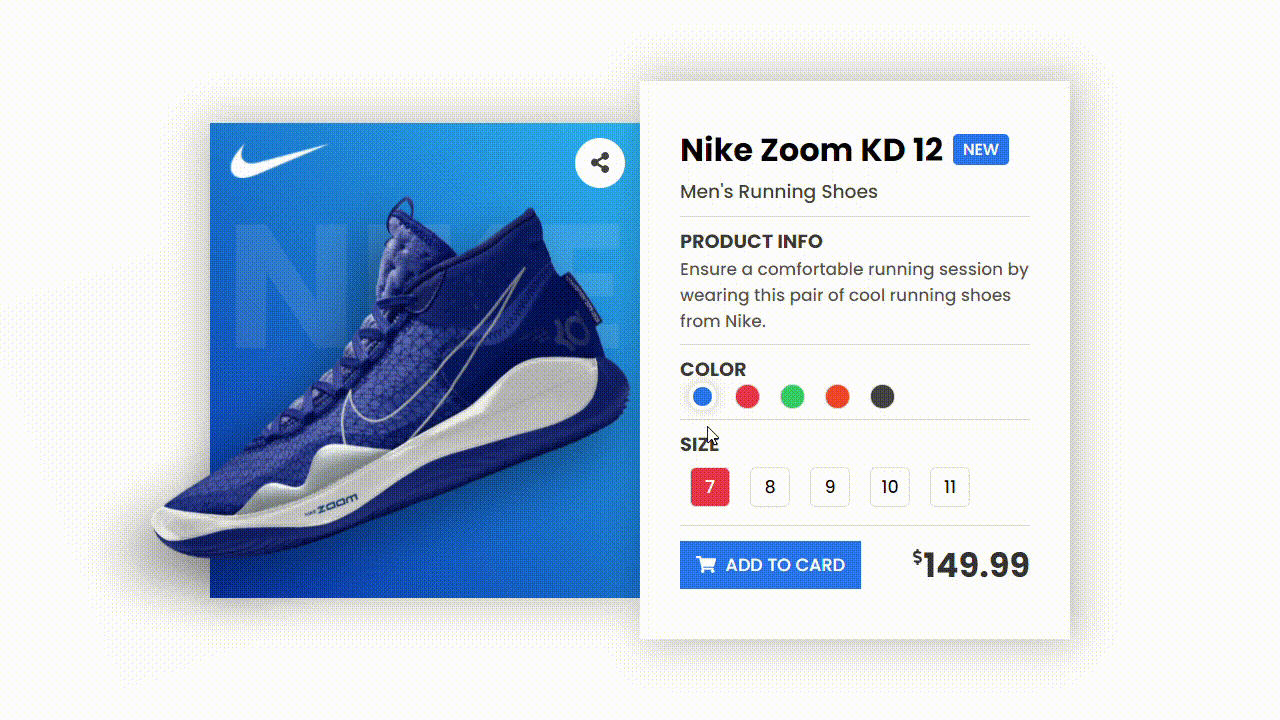 NIKE
NIKE ZOOM
Nike Zoom KD 12 NEW
Men's Running Shoes
PRODUCT INFO
Ensure a comfortable running session by
wearing this pair of cool running shoes
from Nike.
COLOR
SIZE
7 8 9 10 11
ADD TO CARD $149.99